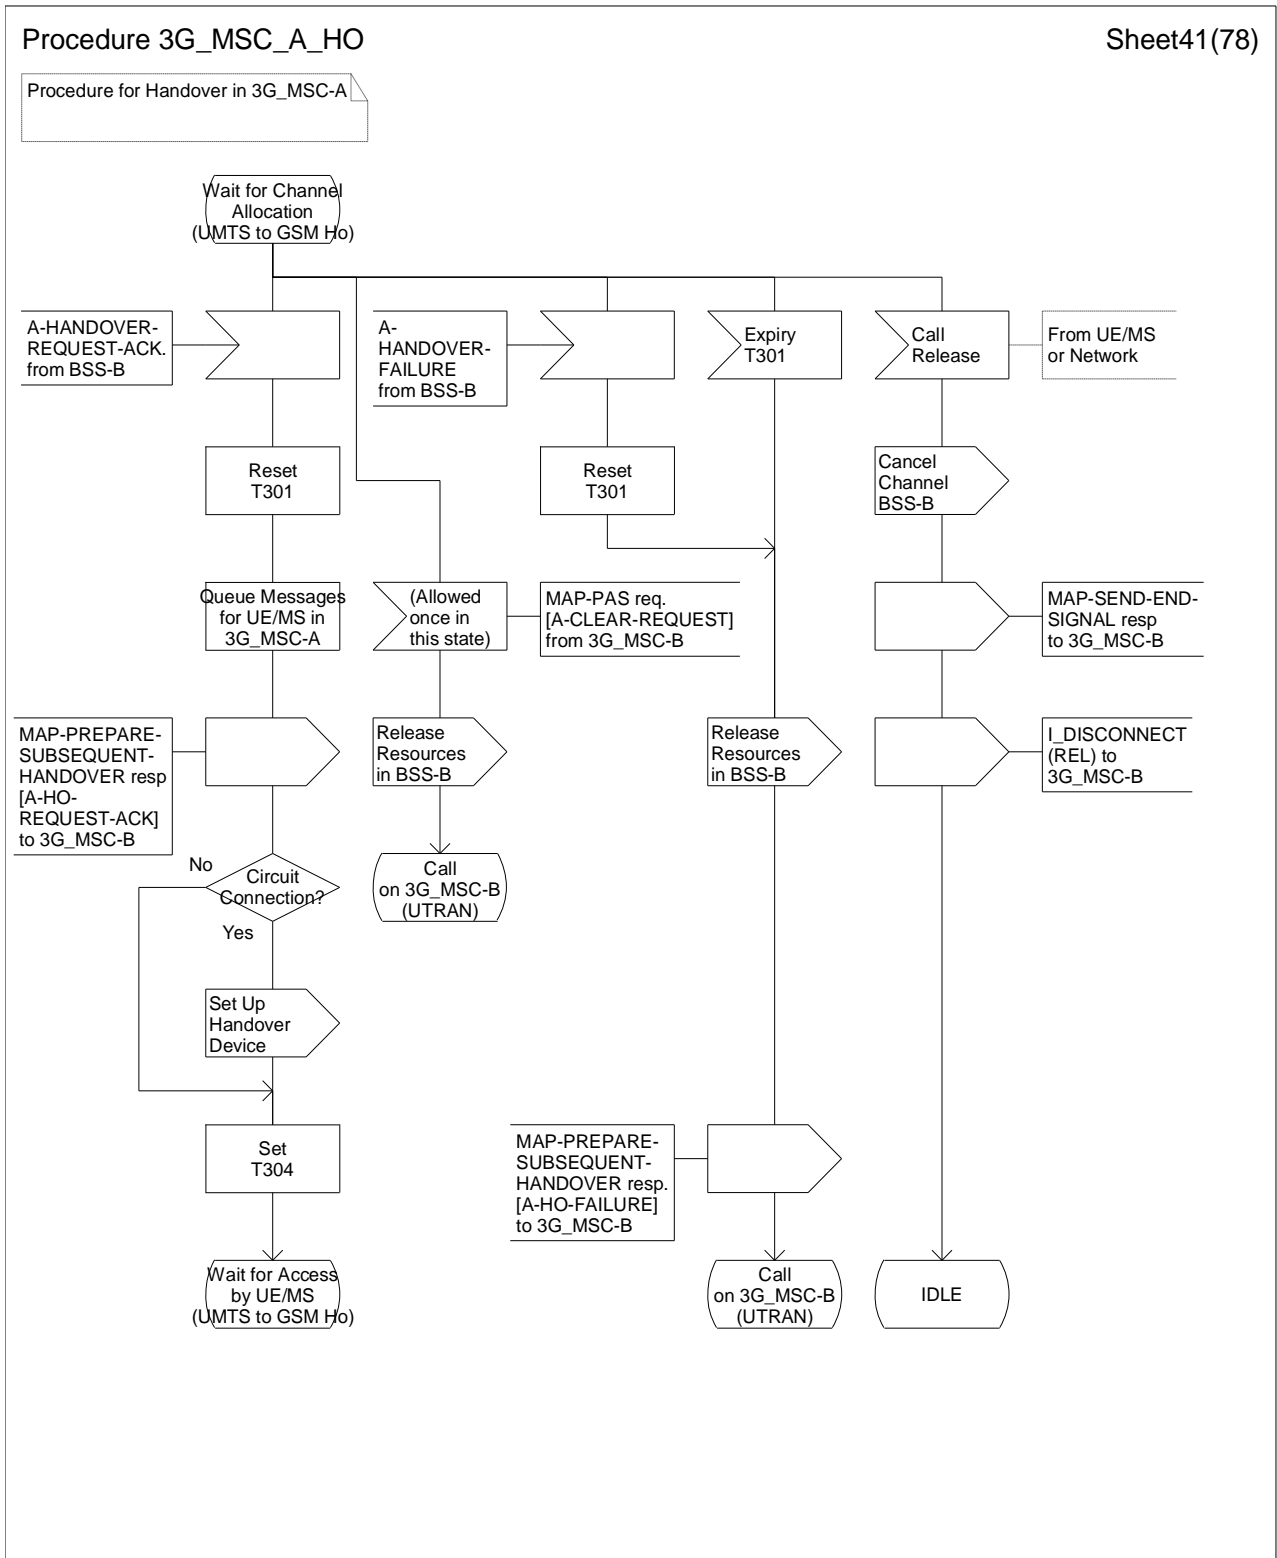 Procedure 3G_MSC_A_HO
Sheet41(78)
Procedure for Handover in 3G_MSC-A
Wait for Channel
Allocation
(UMTS to GSM Ho)
A-HANDOVER-
REQUEST-ACK.
from BSS-B
A-
HANDOVER-
FAILURE
from BSS-B
Expiry
T301
Call
Release
From UE/MS
or Network
Reset
T301
Reset
T301
Cancel
Channel
BSS-B
Queue Messages
for UE/MS in
3G_MSC-A
(Allowed
once in
this state)
MAP-PAS req.
[A-CLEAR-REQUEST]
from 3G_MSC-B
MAP-SEND-END-
SIGNAL resp
to 3G_MSC-B
MAP-PREPARE-
SUBSEQUENT-
HANDOVER resp
[A-HO-
REQUEST-ACK]
to 3G_MSC-B
Release
Resources
in BSS-B
Release
Resources
in BSS-B
I_DISCONNECT
(REL) to
3G_MSC-B
No
Circuit
Connection?
Yes
Call
on 3G_MSC-B
(UTRAN)
Set Up
Handover
Device
Set
T304
MAP-PREPARE-
SUBSEQUENT-
HANDOVER resp.
[A-HO-FAILURE]
to 3G_MSC-B
Wait for Access
by UE/MS
(UMTS to GSM Ho)
Call
on 3G_MSC-B
(UTRAN)
IDLE